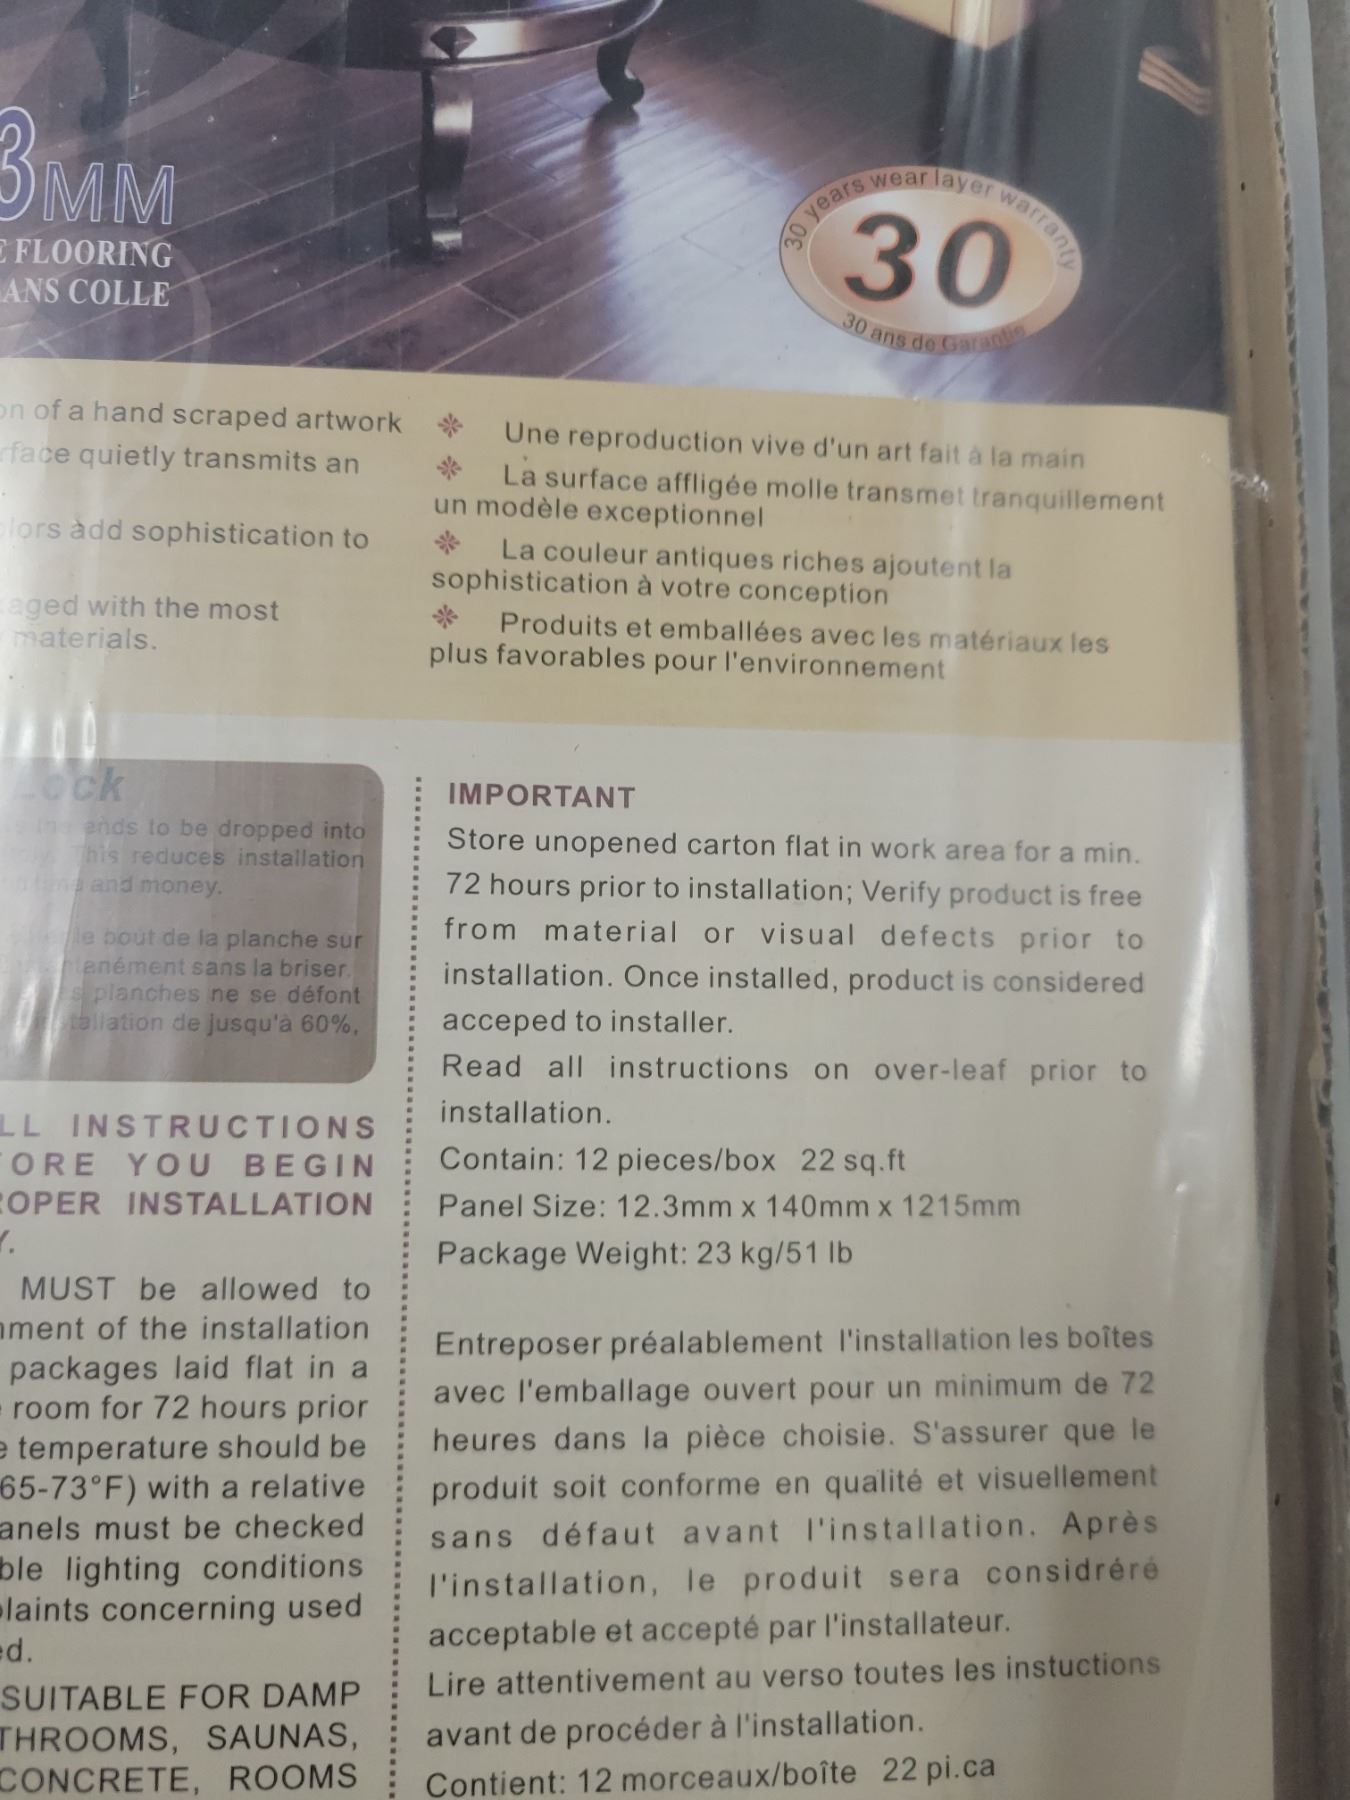 3MM
FLOORING
ANS COLLE
30 years wear layer warranty
30
30 ans de Garantie
on of a hand scraped artwork
rface quietly transmits an
lors add sophistication to
aged with the most
materials.
❉ Une reproduction vive d'un art fait à la main
❉ La surface affligée molle transmet tranquillement
un modèle exceptionnel
❉ La couleur antiques riches ajoutent la
sophistication à votre conception
❉ Produits et emballées avec les matériaux les
plus favorables pour l'environnement
Lock
ends to be dropped into
This reduces installation
and money.
le bout de la planche sur
tanément sans la briser.
s planches ne se défont
tallation de jusqu'à 60%,
LL INSTRUCTIONS
ORE YOU BEGIN
ROPER INSTALLATION
Y.
MUST be allowed to
nment of the installation
packages laid flat in a
room for 72 hours prior
e temperature should be
65-73°F) with a relative
anels must be checked
ble lighting conditions
plaints concerning used
ed.
SUITABLE FOR DAMP
THROOMS, SAUNAS,
CONCRETE, ROOMS
IMPORTANT
Store unopened carton flat in work area for a min.
72 hours prior to installation; Verify product is free
from material or visual defects prior to
installation. Once installed, product is considered
acceped to installer.
Read all instructions on over-leaf prior to
installation.
Contain: 12 pieces/box 22 sq.ft
Panel Size: 12.3mm x 140mm x 1215mm
Package Weight: 23 kg/51 lb
Entreposer préalablement l'installation les boîtes
avec l'emballage ouvert pour un minimum de 72
heures dans la pièce choisie. S'assurer que le
produit soit conforme en qualité et visuellement
sans défaut avant l'installation. Après
l'installation, le produit sera considréré
acceptable et accepté par l'installateur.
Lire attentivement au verso toutes les instuctions
avant de procéder à l'installation.
Contient: 12 morceaux/boîte 22 pi.ca